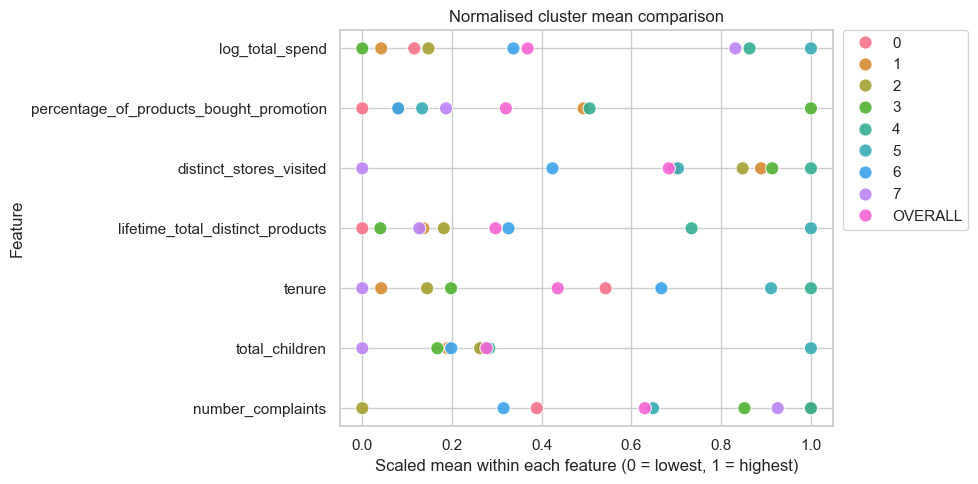 Normalised cluster mean comparison
log_total_spend
percentage_of_products_bought_promotion
distinct_stores_visited
lifetime_total_distinct_products
tenure
total_children
number_complaints
Feature
0.0 0.2 0.4 0.6 0.8 1.0
Scaled mean within each feature (0 = lowest, 1 = highest)
0
1
2
3
4
5
6
7
OVERALL